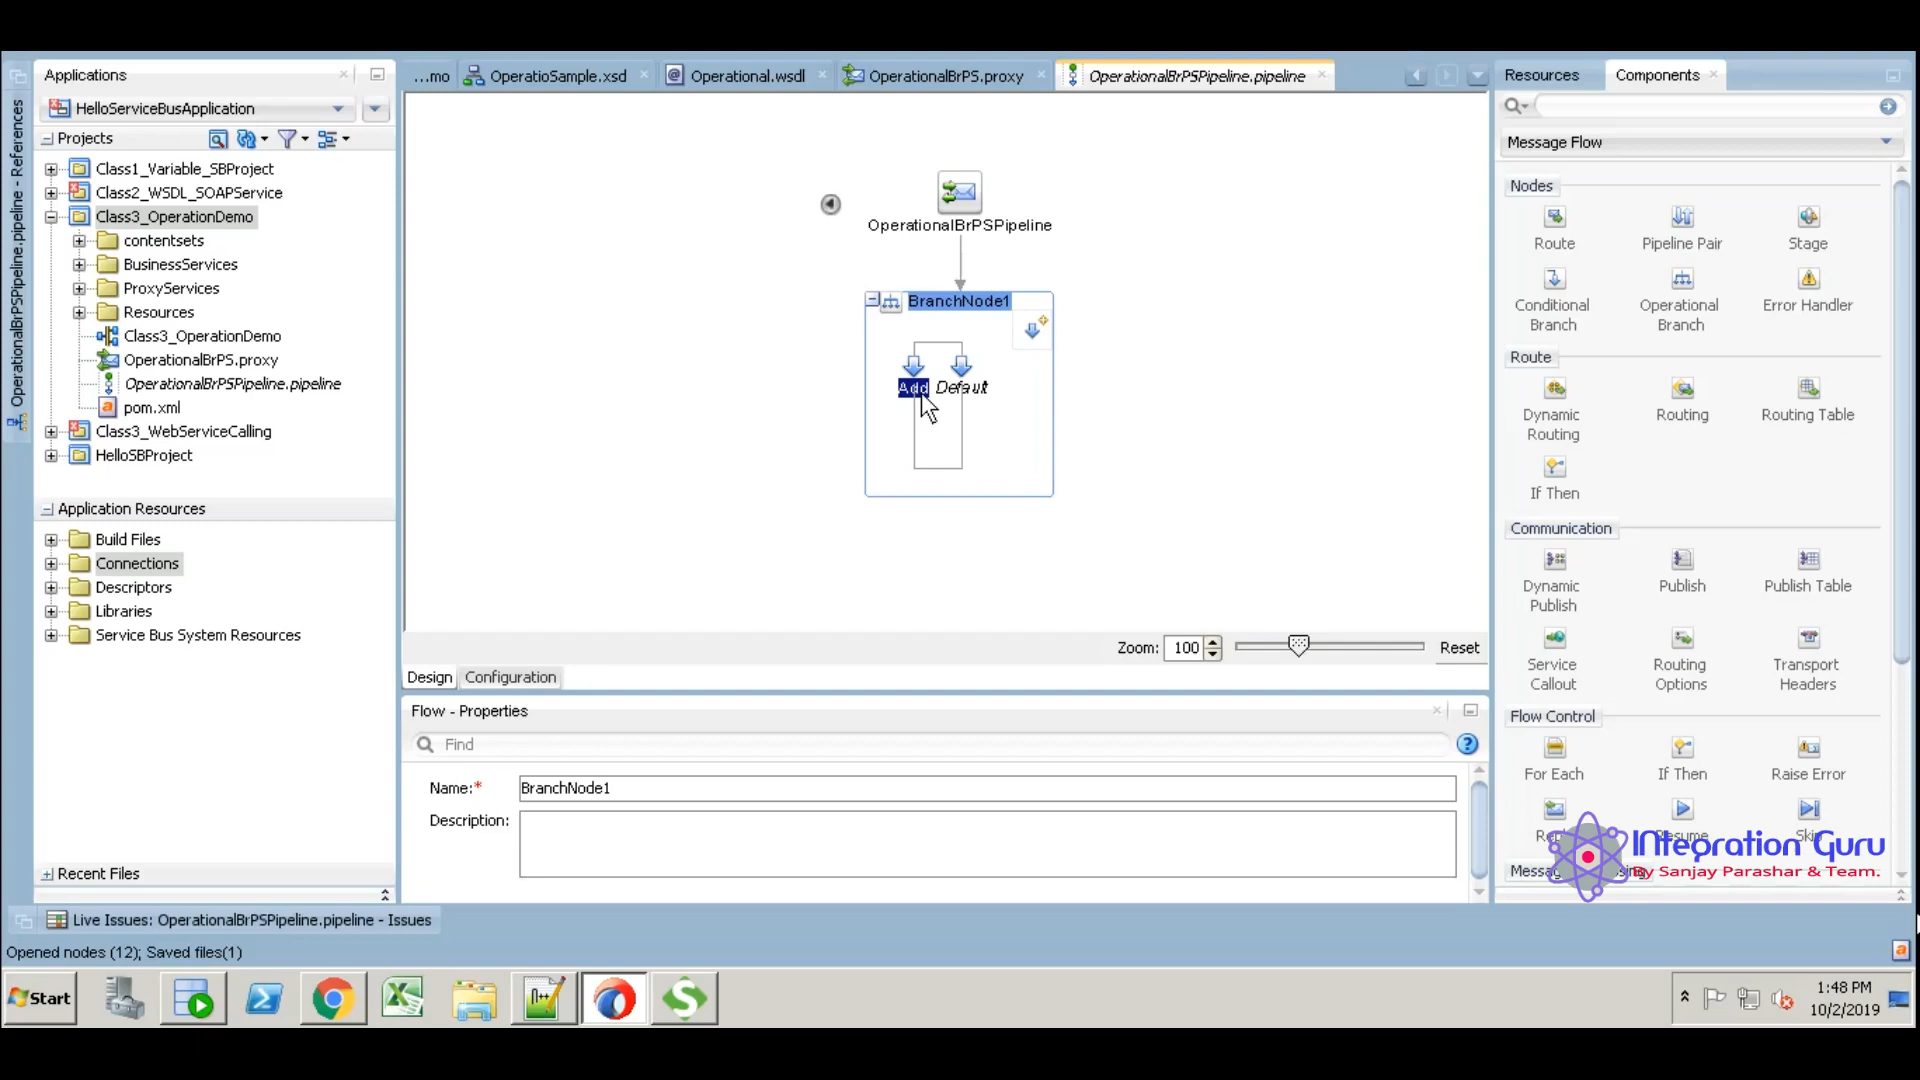 Applications
HelloServiceBusApplication
Projects
Class1_Variable_SBProject
Class2_WSDL_SOAPService
Class3_OperationDemo
contentsets
BusinessServices
ProxyServices
Resources
Class3_OperationDemo
OperationalBrPS.proxy
OperationalBrPSPipeline.pipeline
pom.xml
Class3_WebServiceCalling
HelloSBProject
Application Resources
Build Files
Connections
Descriptors
Libraries
Service Bus System Resources
Recent Files
OperationalBrPSPipeline.pipeline - References
...mo
OperatioSample.xsd
Operational.wsdl
OperationalBrPS.proxy
OperationalBrPSPipeline.pipeline
OperationalBrPSPipeline
BranchNode1
Add Default
Zoom: 100
Reset
Design Configuration
Flow - Properties
Find
Name:* BranchNode1
Description:
Resources Components
Message Flow
Nodes
Route
Pipeline Pair
Stage
Conditional Branch
Operational Branch
Error Handler
Route
Dynamic Routing
Routing
Routing Table
If Then
Communication
Dynamic Publish
Publish
Publish Table
Service Callout
Routing Options
Transport Headers
Flow Control
For Each
If Then
Raise Error
Resume
INtegration Guru
By Sanjay Parashar & Team.
Live Issues: OperationalBrPSPipeline.pipeline - Issues
Opened nodes (12); Saved files(1)
Start
1:48 PM
10/2/2019